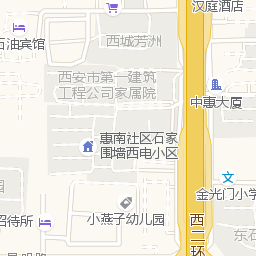 汉庭酒店
西城芳洲
石油宾馆
西安市第一建筑
工程公司家属院
中惠大厦
惠南社区石家
围墙西电小区
文
金光门小学
小燕子幼儿园
招待所
西二环
东石